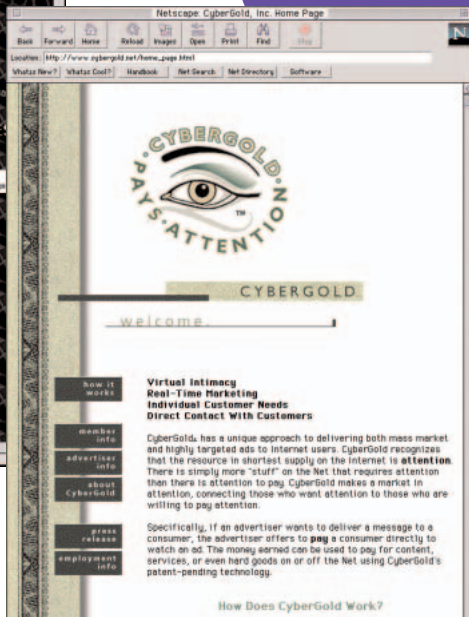 Netscape: CyberGold, Inc. Home Page
Back Forward Home Reload Images Open Print Find Stop
N
Location: http://www.cybergold.net/home_page.html
What's New? What's Cool? Handbook Net Search Net Directory Software
CYBERGOLD
PAYS ATTENTION
TM
CYBERGOLD
welcome.
how it works
member info
advertiser info
about CyberGold
press release
employment info
Virtual Intimacy
Real-Time Marketing
Individual Customer Needs
Direct Contact With Customers
CyberGold. has a unique approach to delivering both mass market
and highly targeted ads to Internet users. CyberGold recognizes
that the resource in shortest supply on the Internet is attention.
There is simply more "stuff" on the Net that requires attention
than there is attention to pay. CyberGold makes a market in
attention, connecting those who want attention to those who are
willing to pay attention.
Specifically, if an advertiser wants to deliver a message to a
consumer, the advertiser offers to pay a consumer directly to
watch an ad. The money earned can be used to pay for content,
services, or even hard goods on or off the Net using CyberGold's
patent-pending technology.
How Does CyberGold Work?